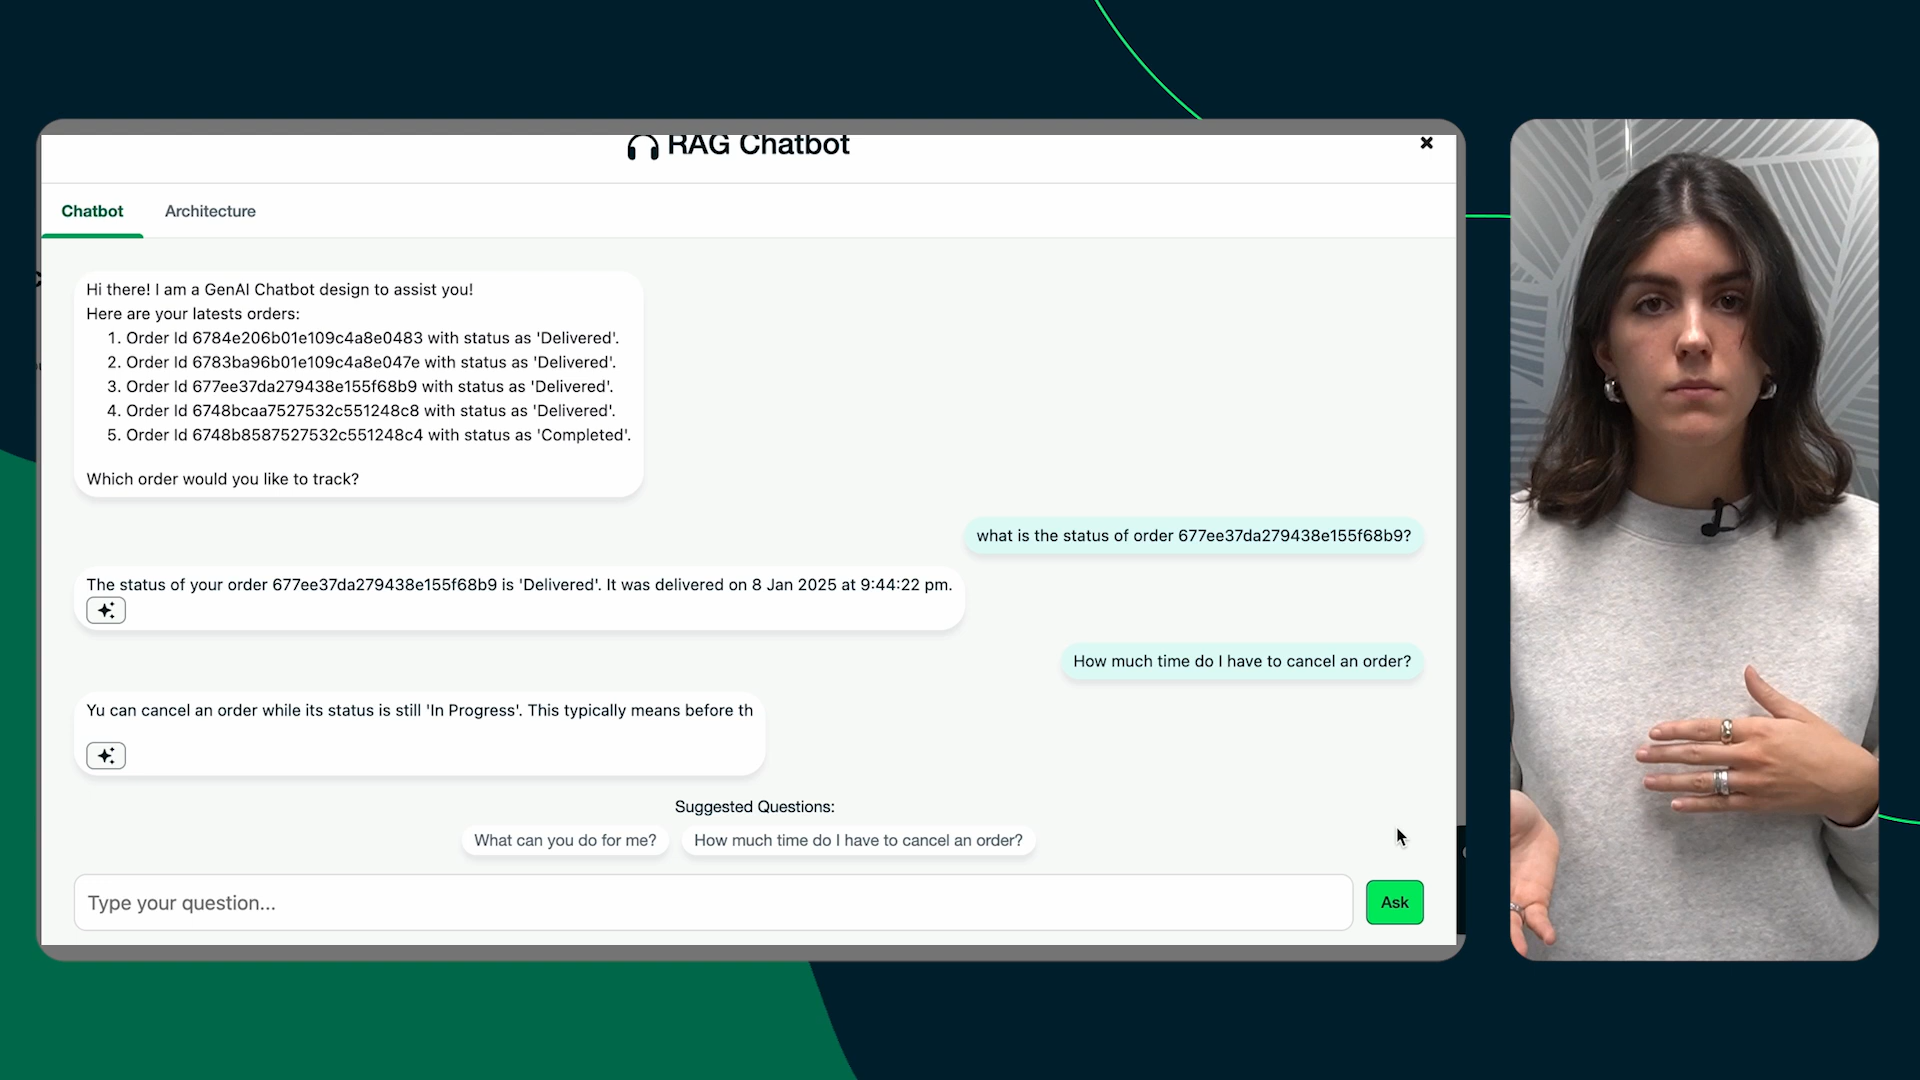 RAG Chatbot
Chatbot
Architecture
Hi there! I am a GenAI Chatbot design to assist you!
Here are your latests orders:
1. Order Id 6784e206b01e109c4a8e0483 with status as 'Delivered'.
2. Order Id 6783ba96b01e109c4a8e047e with status as 'Delivered'.
3. Order Id 677ee37da279438e155f68b9 with status as 'Delivered'.
4. Order Id 6748bcaa7527532c551248c8 with status as 'Delivered'.
5. Order Id 6748b8587527532c551248c4 with status as 'Completed'.
Which order would you like to track?
what is the status of order 677ee37da279438e155f68b9?
The status of your order 677ee37da279438e155f68b9 is 'Delivered'. It was delivered on 8 Jan 2025 at 9:44:22 pm.
How much time do I have to cancel an order?
Yu can cancel an order while its status is still 'In Progress'. This typically means before th
Suggested Questions:
What can you do for me?
How much time do I have to cancel an order?
Type your question...
Ask